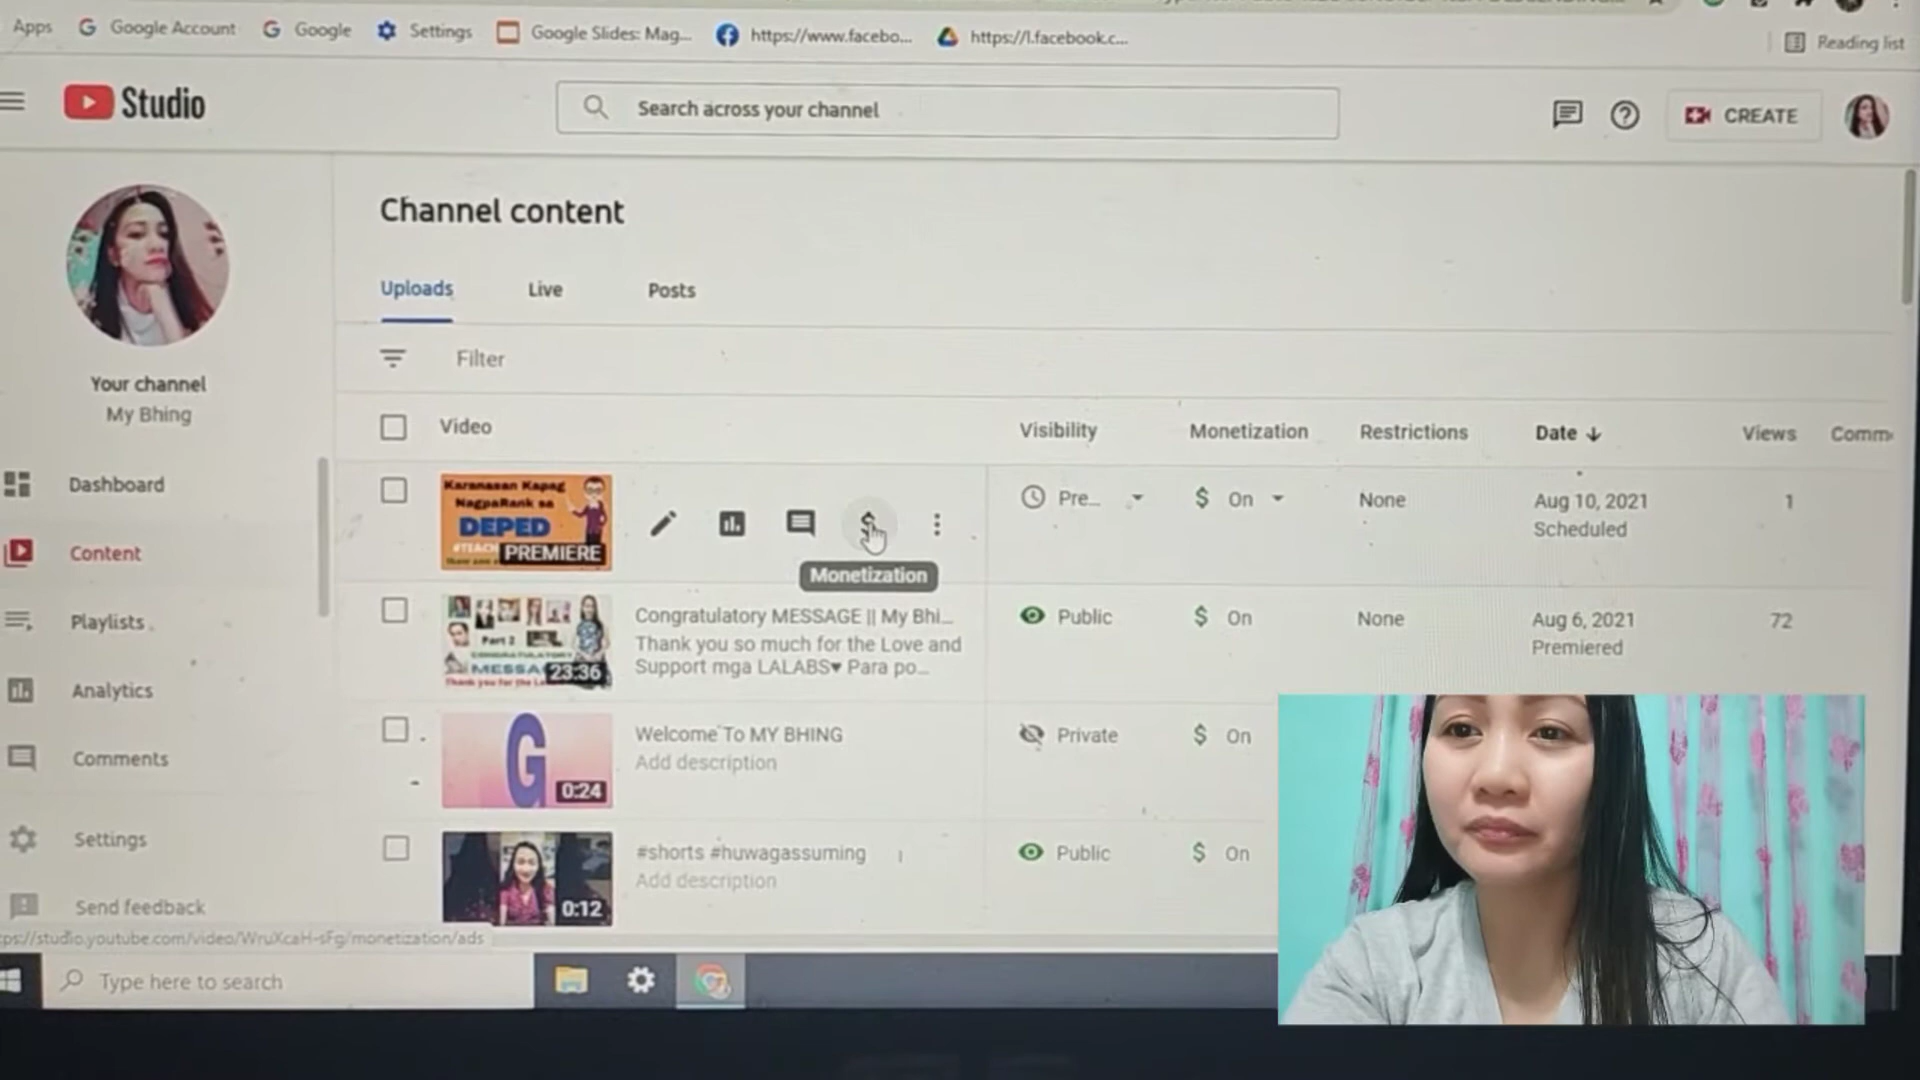 Apps
Google Account
Google
Settings
Google Slides: Mag...
https://www.facebo...
https://l.facebook.c...
Reading list
Studio
Search across your channel
CREATE
Channel content
Uploads
Live
Posts
Filter
Your channel
My Bhing
Dashboard
Content
Playlists
Analytics
Comments
Settings
Send feedback
Video
Visibility
Monetization
Restrictions
Date
Views
Karanasan Kapag
NagpaRank sa
DEPED
PREMIERE
Monetization
Pre...
$ On
None
Aug 10, 2021
Scheduled
1
Part 2
23:36
Congratulatory MESSAGE || My Bhi...
Thank you so much for the Love and
Support mga LALABS♥ Para po...
Public
$ On
None
Aug 6, 2021
Premiered
72
G
0:24
Welcome To MY BHING
Add description
Private
$ On
0:12
#shorts #huwagassuming
Add description
Public
$ On
ps://studio.youtube.com/video/WruXcaH-sFg/monetization/ads
Type here to search